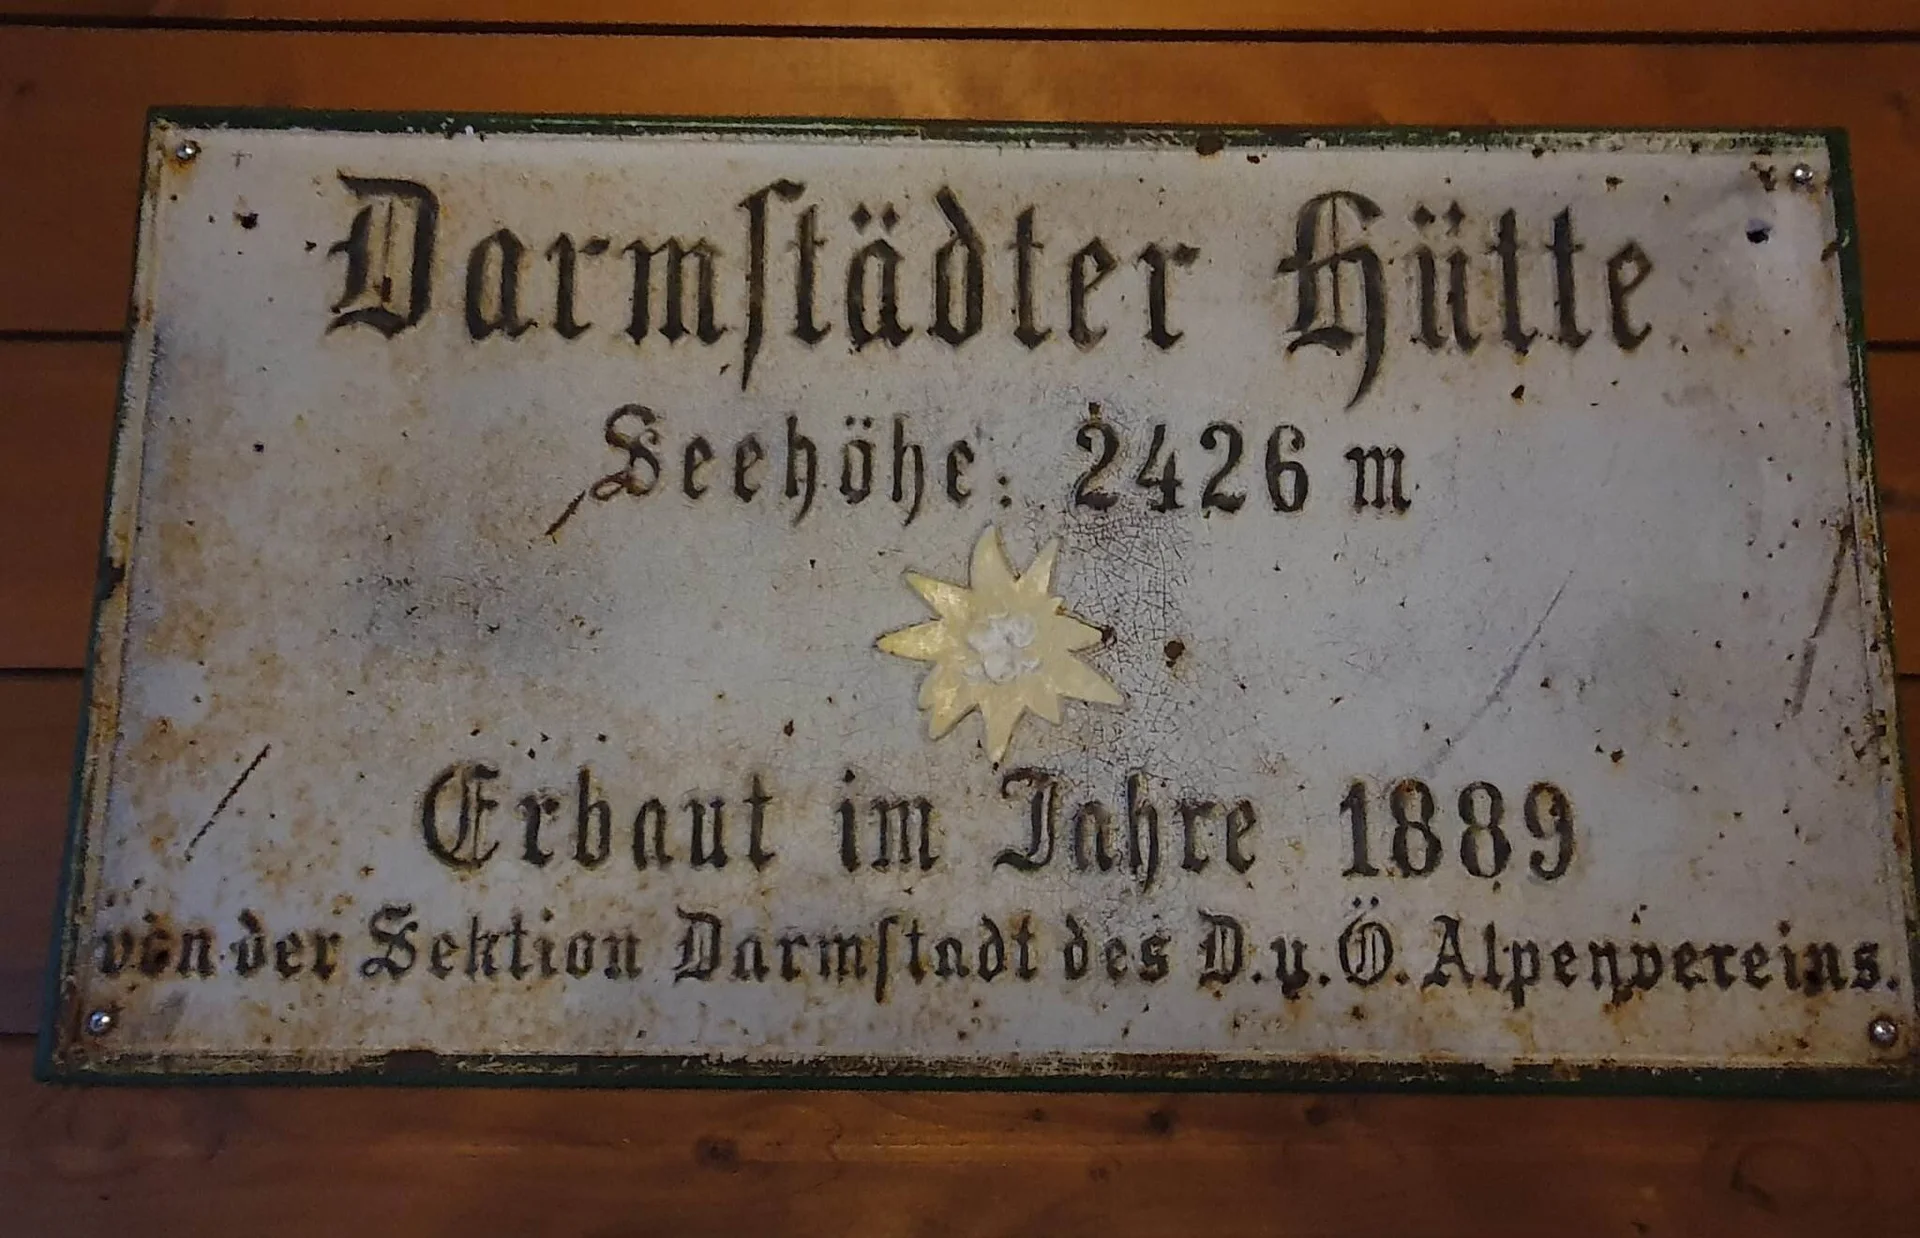 Darmſtädter Hütte
Seehöhe: 2426 m
Erbaut im Jahre 1889
von der Sektion Darmſtadt des D.u.Ö. Alpenvereins.